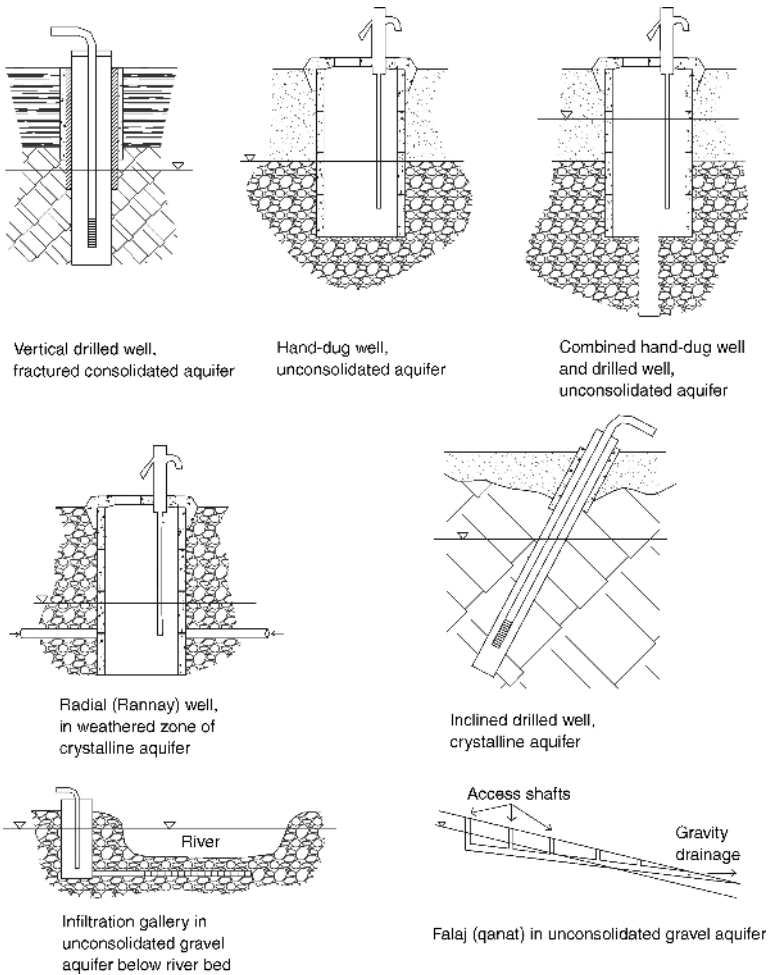 Vertical drilled well,
fractured consolidated aquifer
Hand-dug well,
unconsolidated aquifer
Combined hand-dug well
and drilled well,
unconsolidated aquifer
Radial (Rannay) well,
in weathered zone of
crystalline aquifer
Inclined drilled well,
crystalline aquifer
River
Infiltration gallery in
unconsolidated gravel
aquifer below river bed
Access shafts
Gravity
drainage
Falaj (qanat) in unconsolidated gravel aquifer